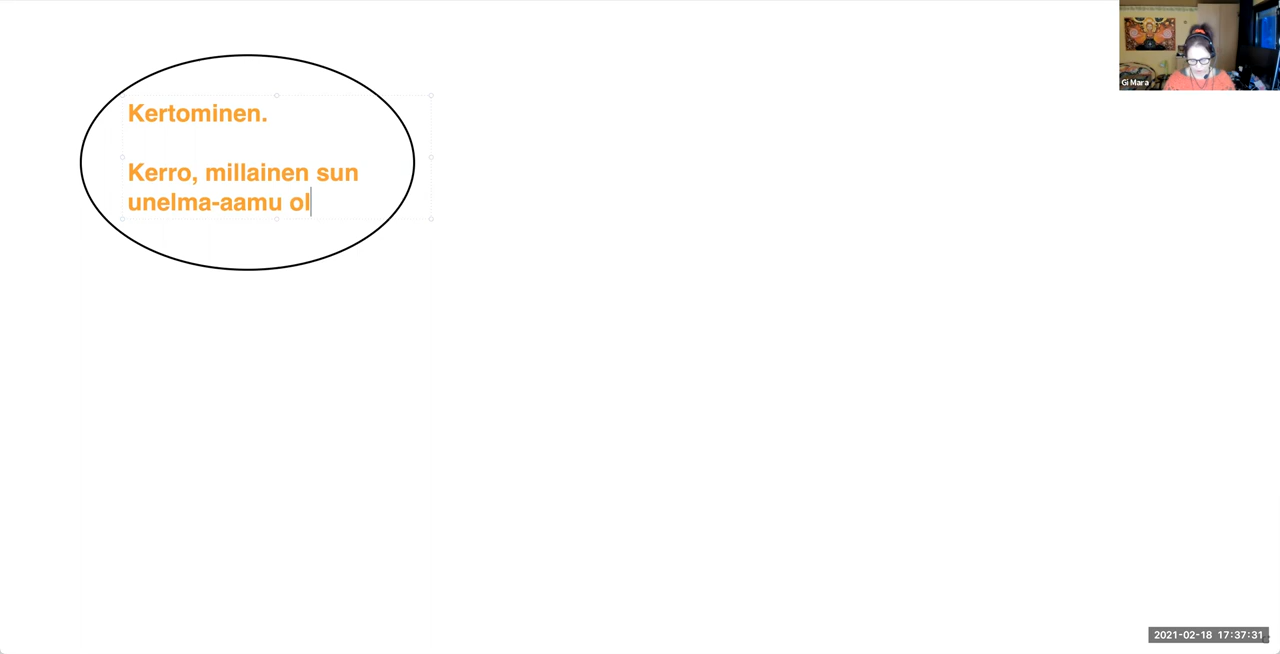 Kertominen.
Kerro, millainen sun
unelma-aamu ol
Gi Mara
2021-02-18 17:37:31